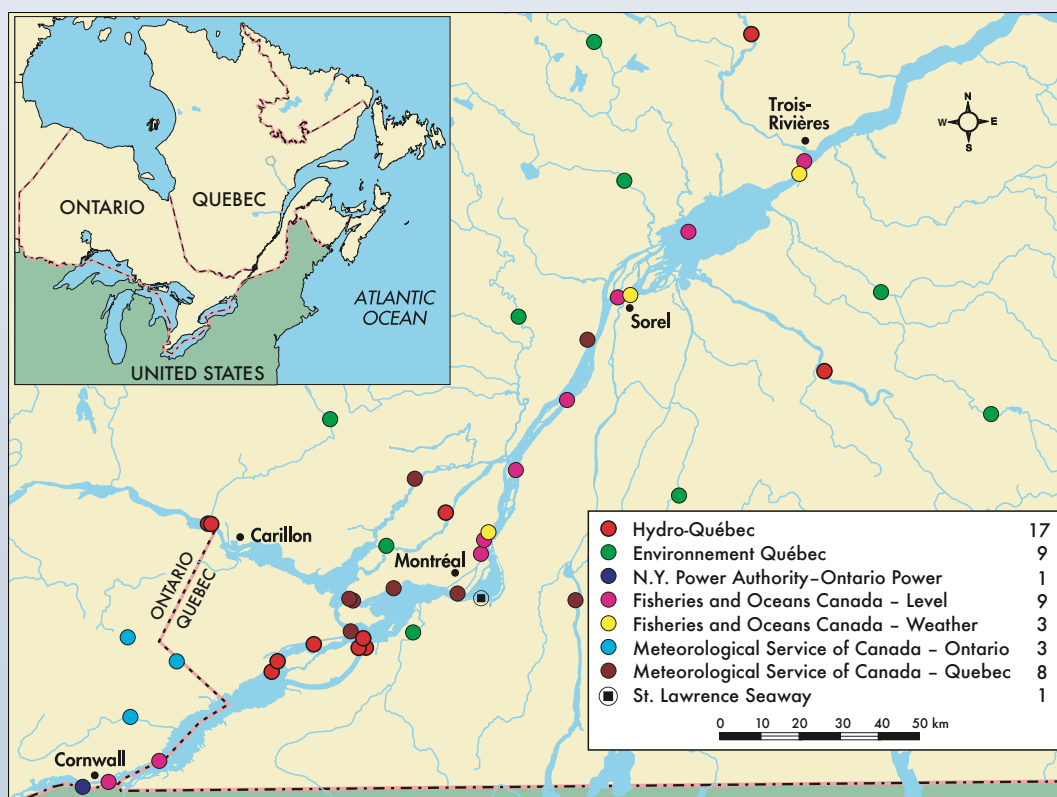 ONTARIO
QUEBEC
ATLANTIC
OCEAN
UNITED STATES
Trois-
Rivières
N
W E
S
Sorel
Carillon
Montréal
ONTARIO
QUEBEC
Cornwall
Hydro-Québec 17
Environnement Québec 9
N.Y. Power Authority–Ontario Power 1
Fisheries and Oceans Canada – Level 9
Fisheries and Oceans Canada – Weather 3
Meteorological Service of Canada – Ontario 3
Meteorological Service of Canada – Quebec 8
St. Lawrence Seaway 1
0 10 20 30 40 50 km